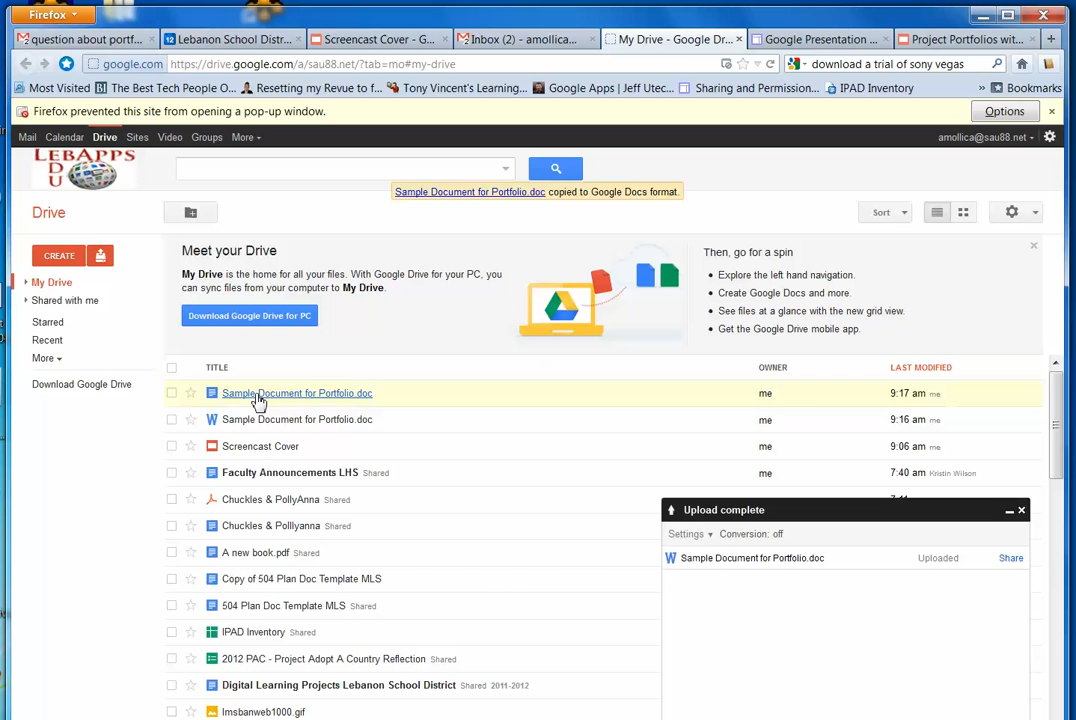 Firefox
question about portf...
12 Lebanon School Distr...
Screencast Cover - G...
Inbox (2) - amollica...
My Drive - Google Dr...
Google Presentation ...
Project Portfolios wit...
google.com
https://drive.google.com/a/sau88.net/?tab=mo#my-drive
download a trial of sony vegas
Most Visited
The Best Tech People O...
Resetting my Revue to f...
Tony Vincent's Learning...
Google Apps | Jeff Utec...
Sharing and Permission...
IPAD Inventory
Bookmarks
Firefox prevented this site from opening a pop-up window.
Options
Mail Calendar Drive Sites Video Groups More
amollica@sau88.net
LEBAPPS
EDU
Sample Document for Portfolio.doc copied to Google Docs format.
Drive
Sort
Meet your Drive
My Drive is the home for all your files. With Google Drive for your PC, you
can sync files from your computer to My Drive.
Download Google Drive for PC
Then, go for a spin
Explore the left hand navigation.
Create Google Docs and more.
See files at a glance with the new grid view.
Get the Google Drive mobile app.
CREATE
My Drive
Shared with me
Starred
Recent
More
Download Google Drive
TITLE OWNER LAST MODIFIED
Sample Document for Portfolio.doc me 9:17 am me
Sample Document for Portfolio.doc me 9:16 am me
Screencast Cover me 9:06 am me
Faculty Announcements LHS Shared me 7:40 am Kristin Wilson
Chuckles & PollyAnna Shared
Chuckles & Polllyanna Shared
A new book.pdf Shared
Copy of 504 Plan Doc Template MLS
504 Plan Doc Template MLS Shared
IPAD Inventory Shared
2012 PAC - Project Adopt A Country Reflection Shared
Digital Learning Projects Lebanon School District Shared 2011-2012
lmsbanweb1000.gif
Upload complete
Settings Conversion: off
Sample Document for Portfolio.doc Uploaded Share